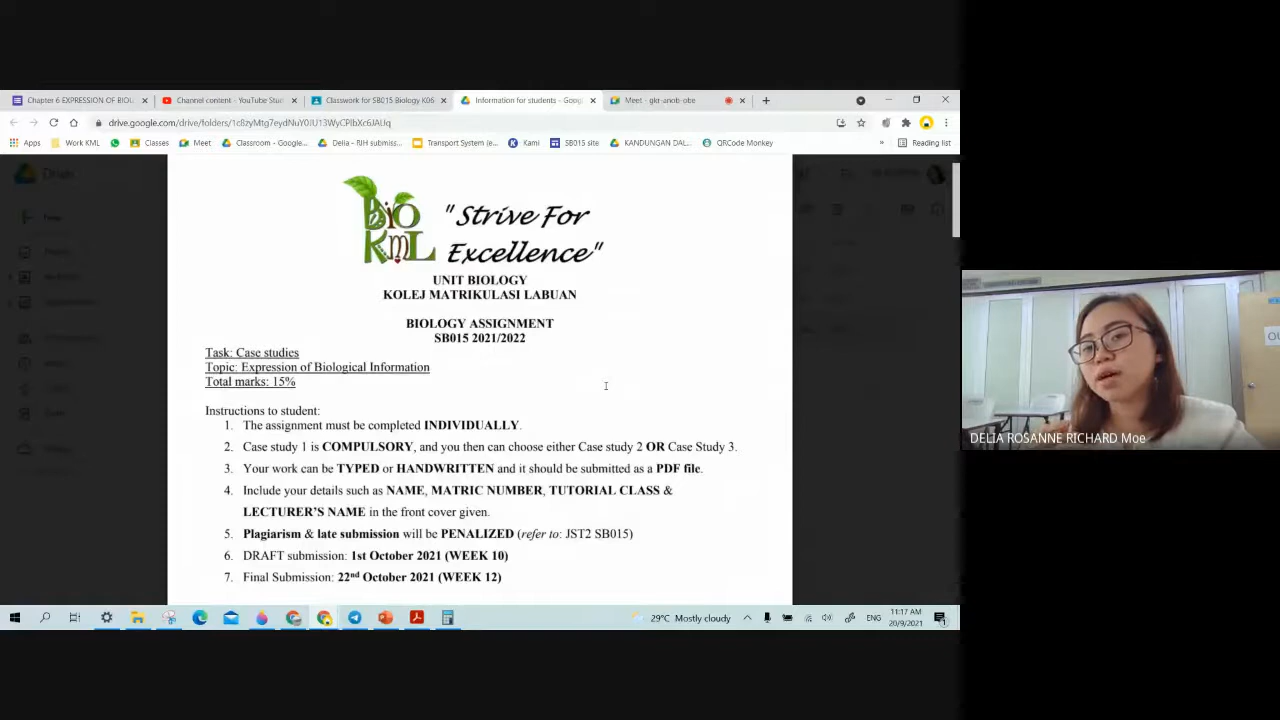 Chapter 6 EXPRESSION OF BIOL
Channel content - YouTube Stud
Classwork for SB015 Biology K06
Information for students - Goog
Meet - gkr-anob-obe
drive.google.com/drive/folders/
Apps
Work KML
Classes
Meet
Classroom - Google...
Delia - RIH submiss...
Transport System (e...
Kami
SB015 site
KANDUNGAN DAL...
QRCode Monkey
»
Reading list
Drive
BiO
KmL
"Strive For
Excellence"
UNIT BIOLOGY
KOLEJ MATRIKULASI LABUAN
BIOLOGY ASSIGNMENT
SB015 2021/2022
Task: Case studies
Topic: Expression of Biological Information
Total marks: 15%
Instructions to student:
1. The assignment must be completed INDIVIDUALLY.
2. Case study 1 is COMPULSORY, and you then can choose either Case study 2 OR Case Study 3.
3. Your work can be TYPED or HANDWRITTEN and it should be submitted as a PDF file.
4. Include your details such as NAME, MATRIC NUMBER, TUTORIAL CLASS &
LECTURER'S NAME in the front cover given.
5. Plagiarism & late submission will be PENALIZED (refer to: JST2 SB015)
6. DRAFT submission: 1st October 2021 (WEEK 10)
7. Final Submission: 22nd October 2021 (WEEK 12)
DELIA ROSANNE RICHARD Moe
29°C Mostly cloudy
ENG
11:17 AM
20/9/2021